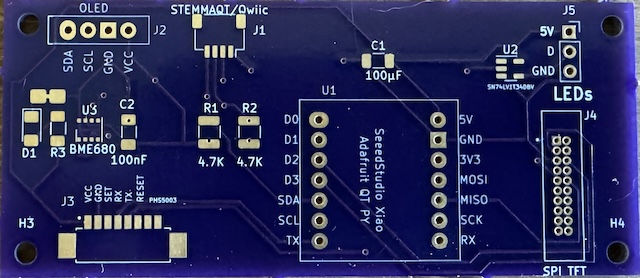 OLED
J2
SDA
SCL
GND
VCC
STEMMAQT/Qwiic
J1
C1
100µF
J5
5V
D
GND
LEDs
U2
SN74LV1T34DBV
U3
BME680
C2
100nF
D1
R3
R1
4.7K
R2
4.7K
U1
D0
D1
D2
D3
SDA
SCL
TX
SeeedStudio Xiao
Adafruit QT PY
5V
GND
3V3
MOSI
MISO
SCK
RX
J4
SPI TFT
J3
VCC
GND
SET
RX
TX
RESET
PMS5003
H3
H4